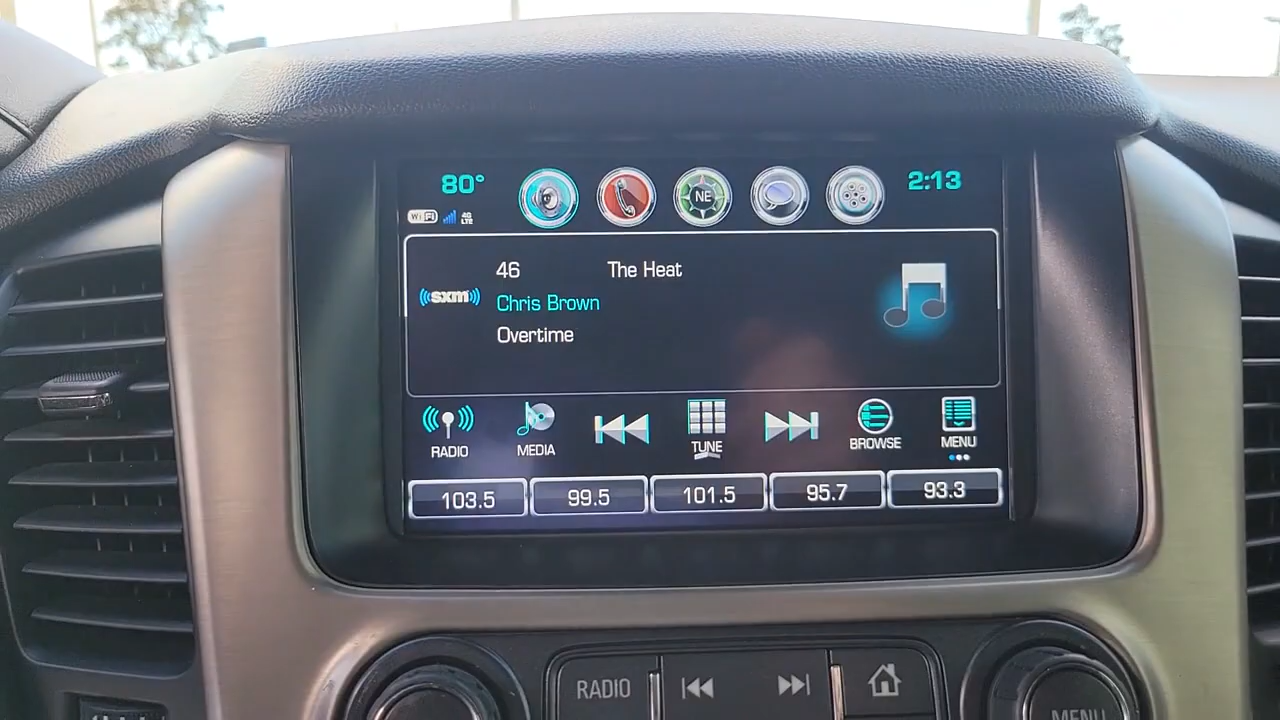 80° NE 2:13
WiFi 4G LTE
46 The Heat
((sxm))
Chris Brown
Overtime
RADIO MEDIA TUNE BROWSE MENU
103.5 99.5 101.5 95.7 93.3
RADIO MENU